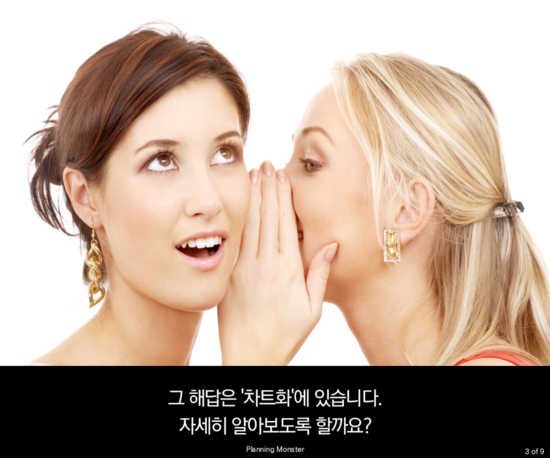 그 해답은 '차트화'에 있습니다.
자세히 알아보도록 할까요?
Planning Monster
3 of 9